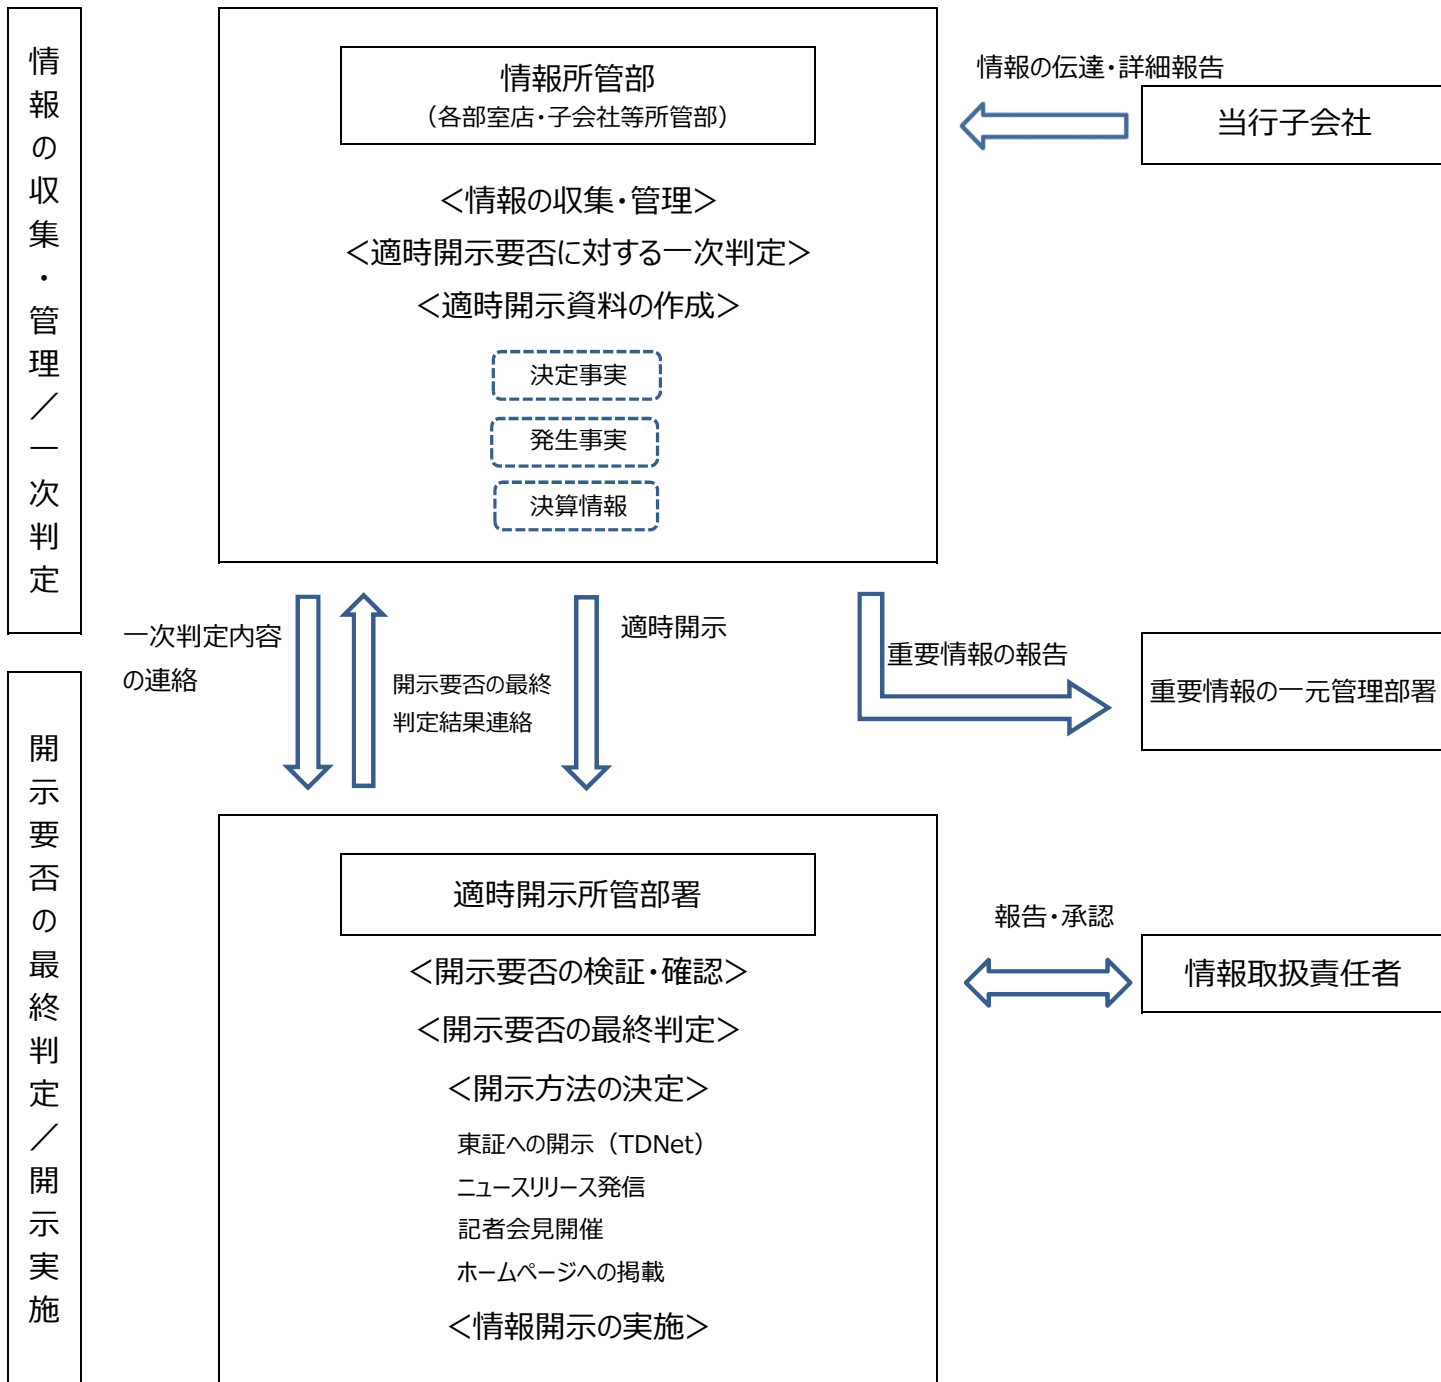 情報の収集・管理／一次判定
情報所管部
（各部室店・子会社等所管部）
＜情報の収集・管理＞
＜適時開示要否に対する一次判定＞
＜適時開示資料の作成＞
決定事実
発生事実
決算情報
情報の伝達・詳細報告
当行子会社
一次判定内容
の連絡
開示要否の最終
判定結果連絡
適時開示
重要情報の報告
重要情報の一元管理部署
開示要否の最終判定／開示実施
適時開示所管部署
＜開示要否の検証・確認＞
＜開示要否の最終判定＞
＜開示方法の決定＞
東証への開示（TDNet）
ニュースリリース発信
記者会見開催
ホームページへの掲載
＜情報開示の実施＞
報告・承認
情報取扱責任者